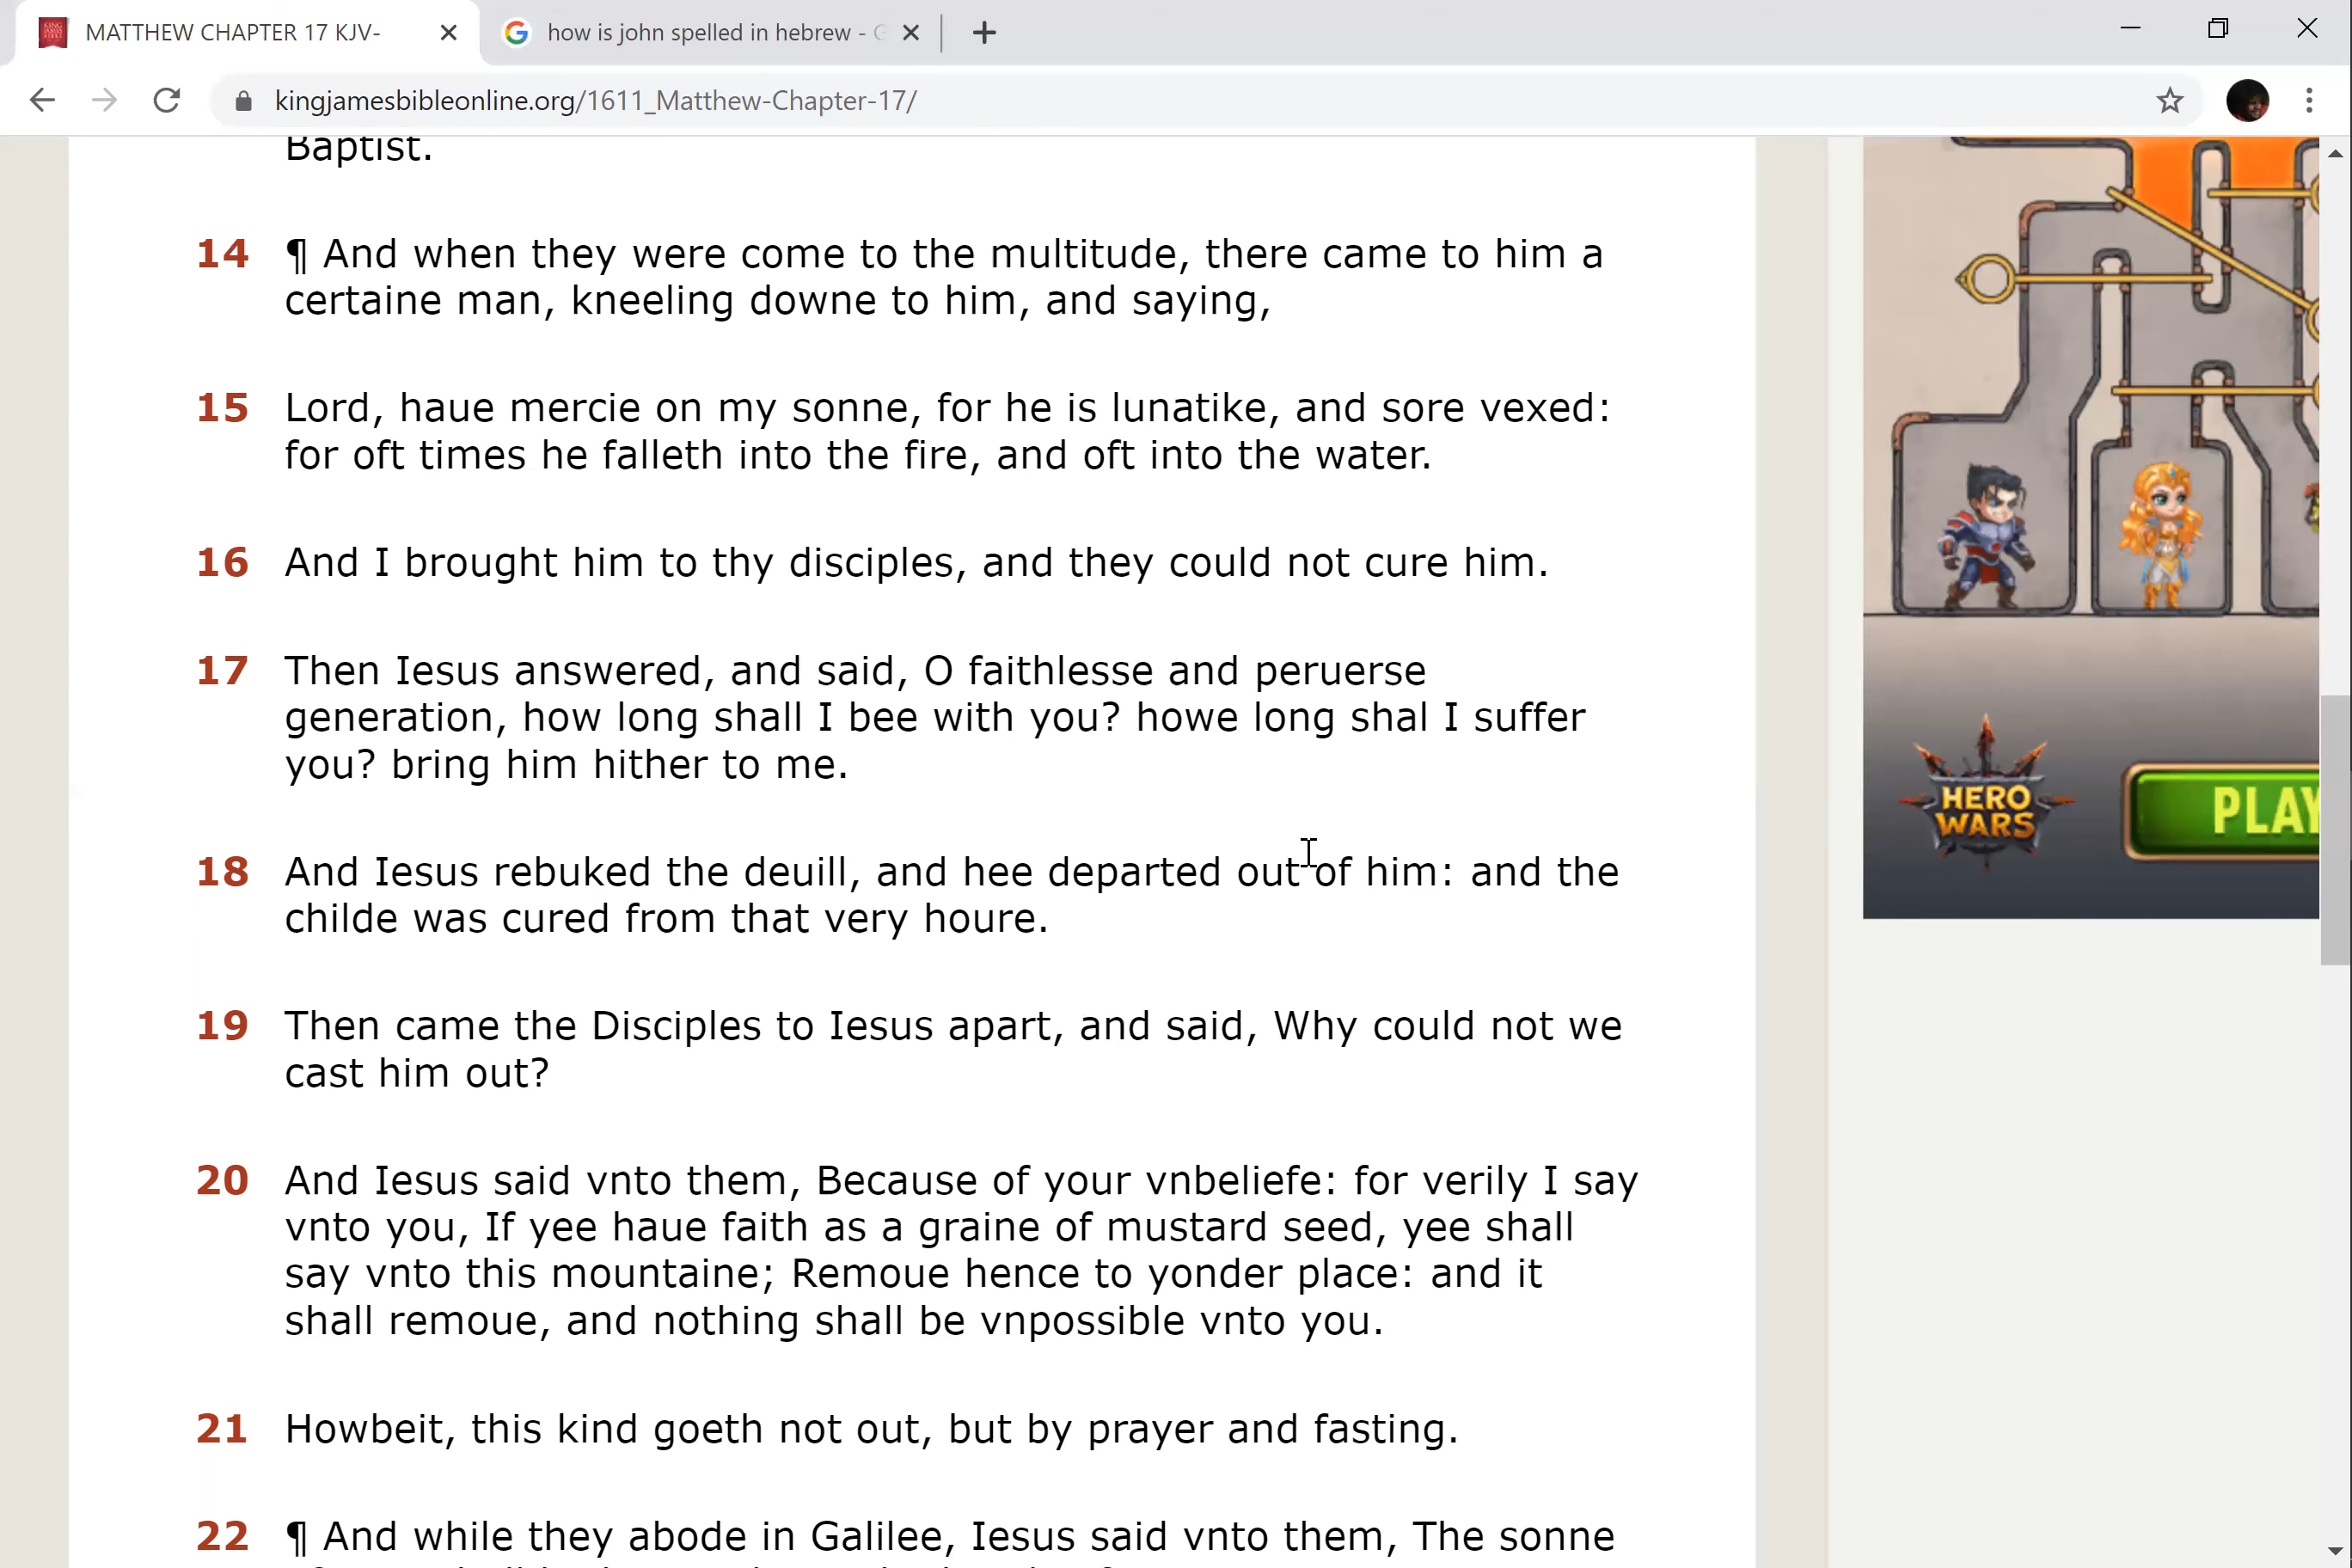 MATTHEW CHAPTER 17 KJV-
how is john spelled in hebrew -
kingjamesbibleonline.org/1611_Matthew-Chapter-17/
Baptist.
14 ¶ And when they were come to the multitude, there came to him a
certaine man, kneeling downe to him, and saying,
15 Lord, haue mercie on my sonne, for he is lunatike, and sore vexed:
for oft times he falleth into the fire, and oft into the water.
16 And I brought him to thy disciples, and they could not cure him.
17 Then Iesus answered, and said, O faithlesse and peruerse
generation, how long shall I bee with you? howe long shal I suffer
you? bring him hither to me.
18 And Iesus rebuked the deuill, and hee departed out of him: and the
childe was cured from that very houre.
19 Then came the Disciples to Iesus apart, and said, Why could not we
cast him out?
20 And Iesus said vnto them, Because of your vnbeliefe: for verily I say
vnto you, If yee haue faith as a graine of mustard seed, yee shall
say vnto this mountaine; Remoue hence to yonder place: and it
shall remoue, and nothing shall be vnpossible vnto you.
21 Howbeit, this kind goeth not out, but by prayer and fasting.
22 ¶ And while they abode in Galilee, Iesus said vnto them, The sonne
HERO
WARS
PLAY